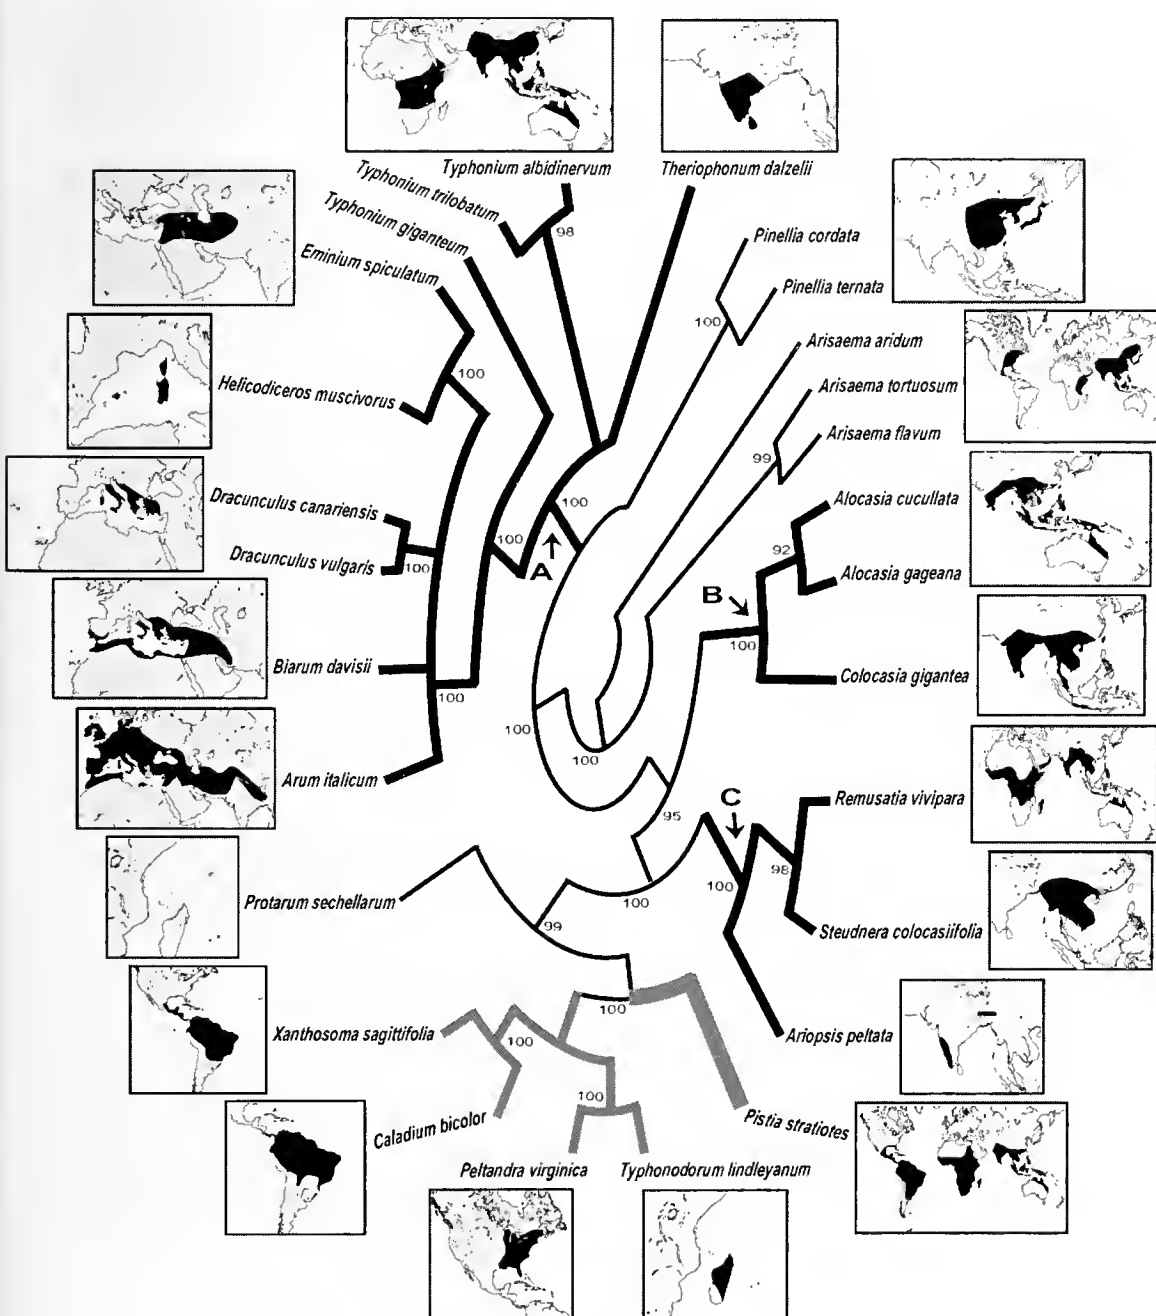 Typhonium albidinervum
Theriophonum dalzelii
Typhonium trilobatum
Typhonium giganteum
Eminium spiculatum
98
Pinellia cordata
Pinellia ternata
100
Arisaema aridum
Helicodiceros muscivorus
100
Arisaema tortuosum
Arisaema flavum
99
Dracunculus canariensis
Dracunculus vulgaris
100
100
100
A
Alocasia cucullata
92
Alocasia gageana
B
100
Colocasia gigantea
Biarum davisii
100
100
100
Arum italicum
C
Remusatia vivipara
95
98
100
Steudnera colocasiifolia
Protarum sechellarum
100
99
Ariopsis peltata
100
Xanthosoma sagittifolia
100
Caladium bicolor
100
Pistia stratiotes
Peltandra virginica
Typhonodorum lindleyanum